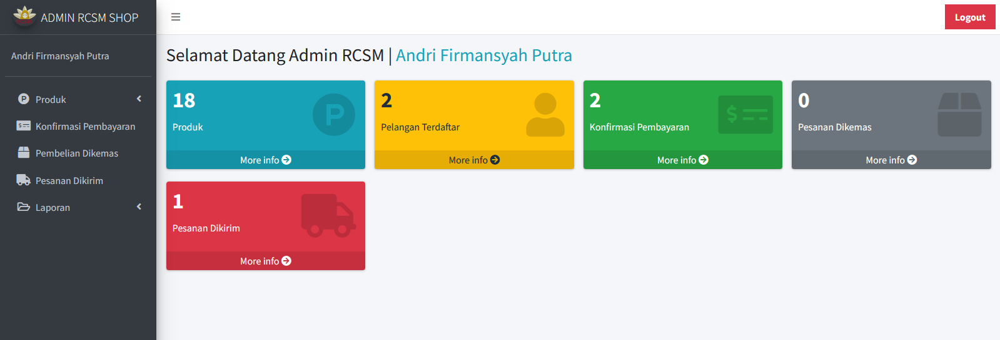 ADMIN RCSM SHOP
Logout
Andri Firmansyah Putra
Produk
Konfirmasi Pembayaran
Pembelian Dikemas
Pesanan Dikirim
Laporan
Selamat Datang Admin RCSM | Andri Firmansyah Putra
18
Produk
More info
2
Pelangan Terdaftar
More info
2
Konfirmasi Pembayaran
More info
0
Pesanan Dikemas
More info
1
Pesanan Dikirim
More info